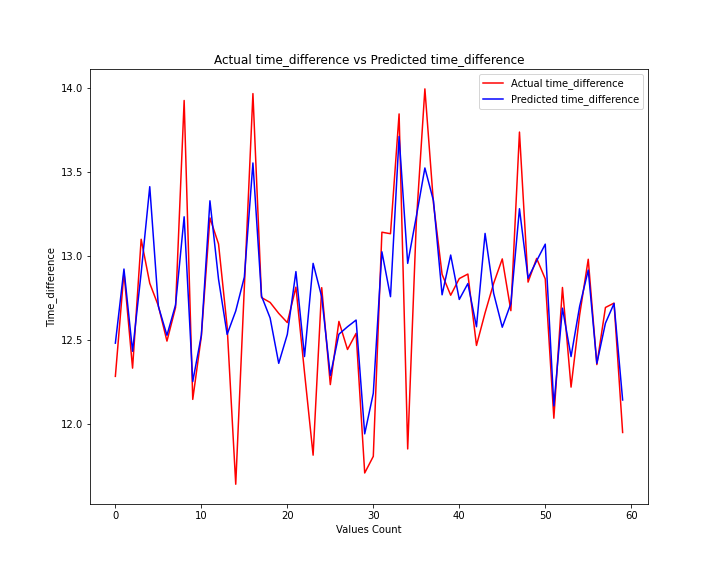 Actual time_difference vs Predicted time_difference
Actual time_difference
Predicted time_difference
14.0
13.5
13.0
12.5
12.0
Time_difference
0
10
20
30
40
50
60
Values Count